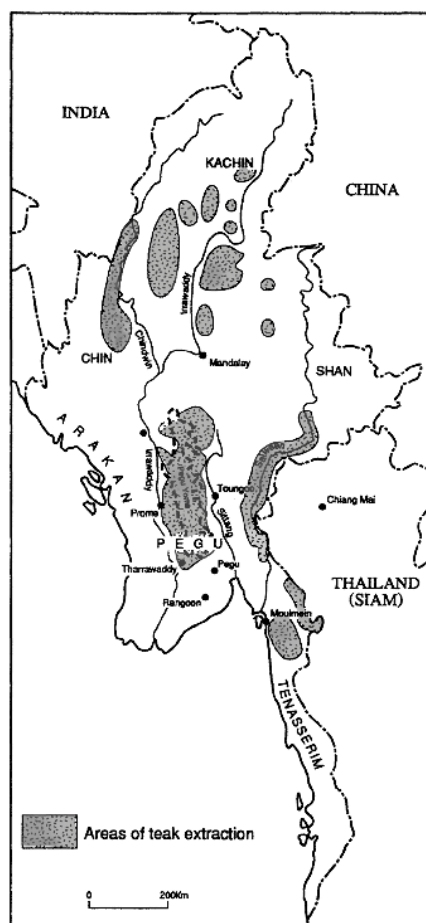 INDIA
KACHIN
CHINA
Irrawaddy
Chindwin
CHIN
Mandalay
SHAN
ARAKAN
Irrawaddy
Toungoo
Chiang Mai
Prome
Sittang
PEGU
Tharrawaddy
Pegu
THAILAND
(SIAM)
Rangoon
Moulmein
TENASSERIM
Areas of teak extraction
0 200Km